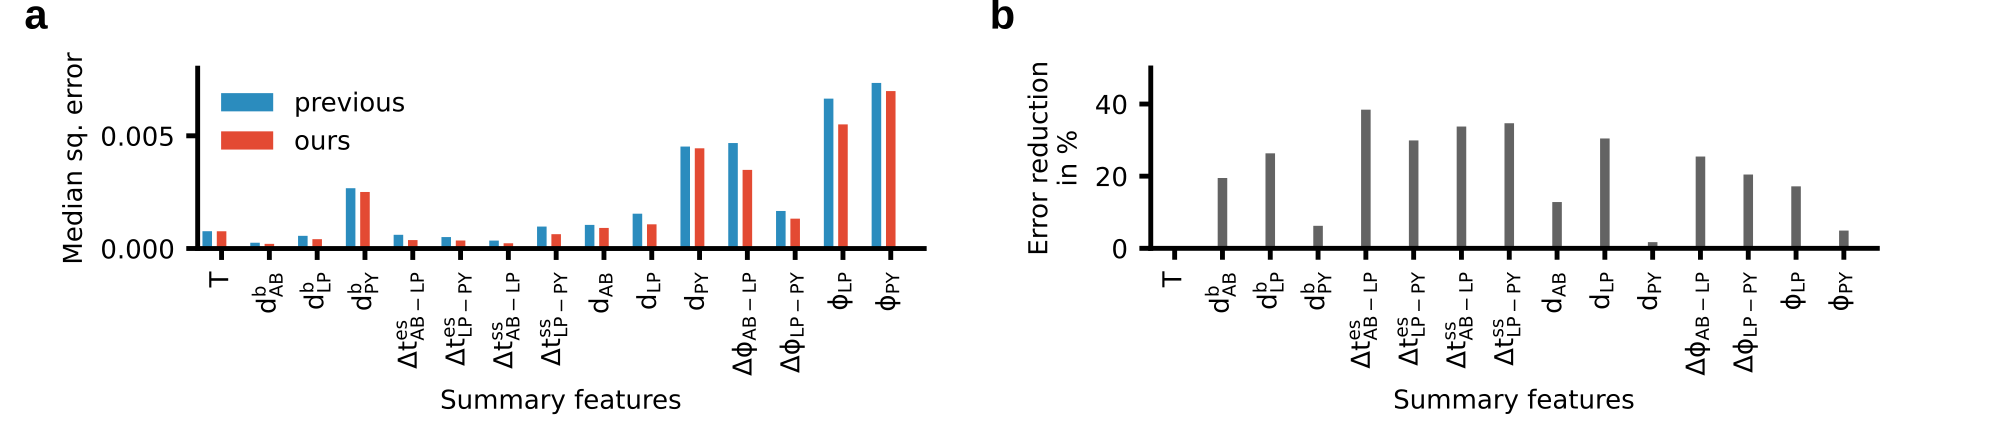 a
Median sq. error
0.005
0.000
previous
ours
T
d^b_AB
d^b_LP
d^b_PY
Δt^es_AB – LP
Δt^es_LP – PY
Δt^ss_AB – LP
Δt^ss_LP – PY
d_AB
d_LP
d_PY
Δϕ_AB – LP
Δϕ_LP – PY
ϕ_LP
ϕ_PY
Summary features
b
Error reduction
in %
40
20
0
T
d^b_AB
d^b_LP
d^b_PY
Δt^es_AB – LP
Δt^es_LP – PY
Δt^ss_AB – LP
Δt^ss_LP – PY
d_AB
d_LP
d_PY
Δϕ_AB – LP
Δϕ_LP – PY
ϕ_LP
ϕ_PY
Summary features